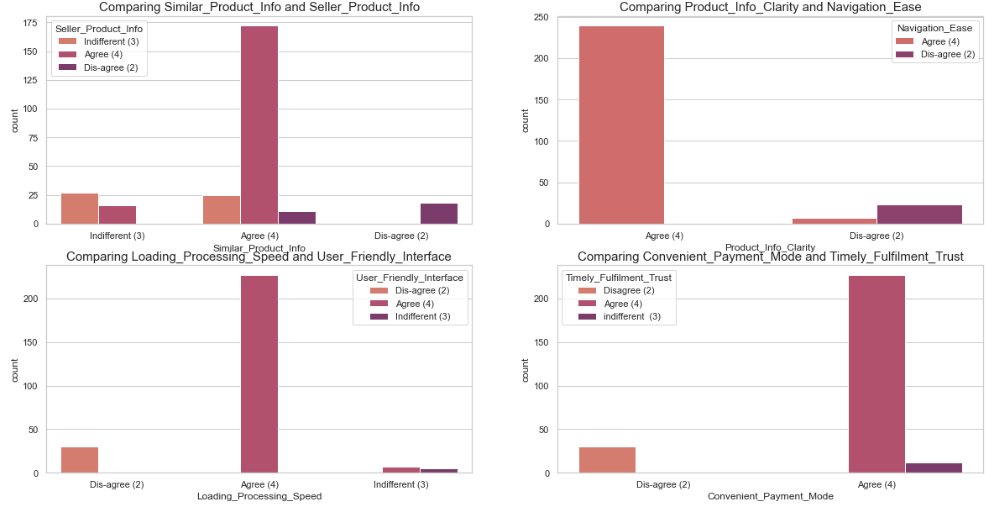 Comparing Similar_Product_Info and Seller_Product_Info
175
150
125
100
75
50
25
0
count
Seller_Product_Info
Indifferent (3)
Agree (4)
Dis-agree (2)
Indifferent (3)
Agree (4)
Dis-agree (2)
Similar_Product_Info
Comparing Product_Info_Clarity and Navigation_Ease
250
200
150
100
50
0
count
Navigation_Ease
Agree (4)
Dis-agree (2)
Agree (4)
Dis-agree (2)
Product_Info_Clarity
Comparing Loading_Processing_Speed and User_Friendly_Interface
200
150
100
50
0
count
User_Friendly_Interface
Dis-agree (2)
Agree (4)
Indifferent (3)
Dis-agree (2)
Agree (4)
Indifferent (3)
Loading_Processing_Speed
Comparing Convenient_Payment_Mode and Timely_Fulfilment_Trust
200
150
100
50
0
count
Timely_Fulfilment_Trust
Disagree (2)
Agree (4)
indifferent  (3)
Dis-agree (2)
Agree (4)
Convenient_Payment_Mode